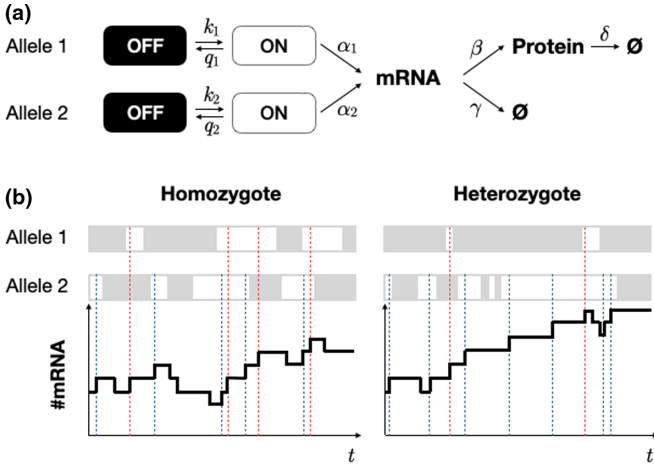 (a)
Allele 1 OFF k1 q1 ON α1 mRNA β Protein δ Ø
Allele 2 OFF k2 q2 ON α2 γ Ø
(b)
Homozygote Heterozygote
Allele 1
Allele 2
#mRNA
t t